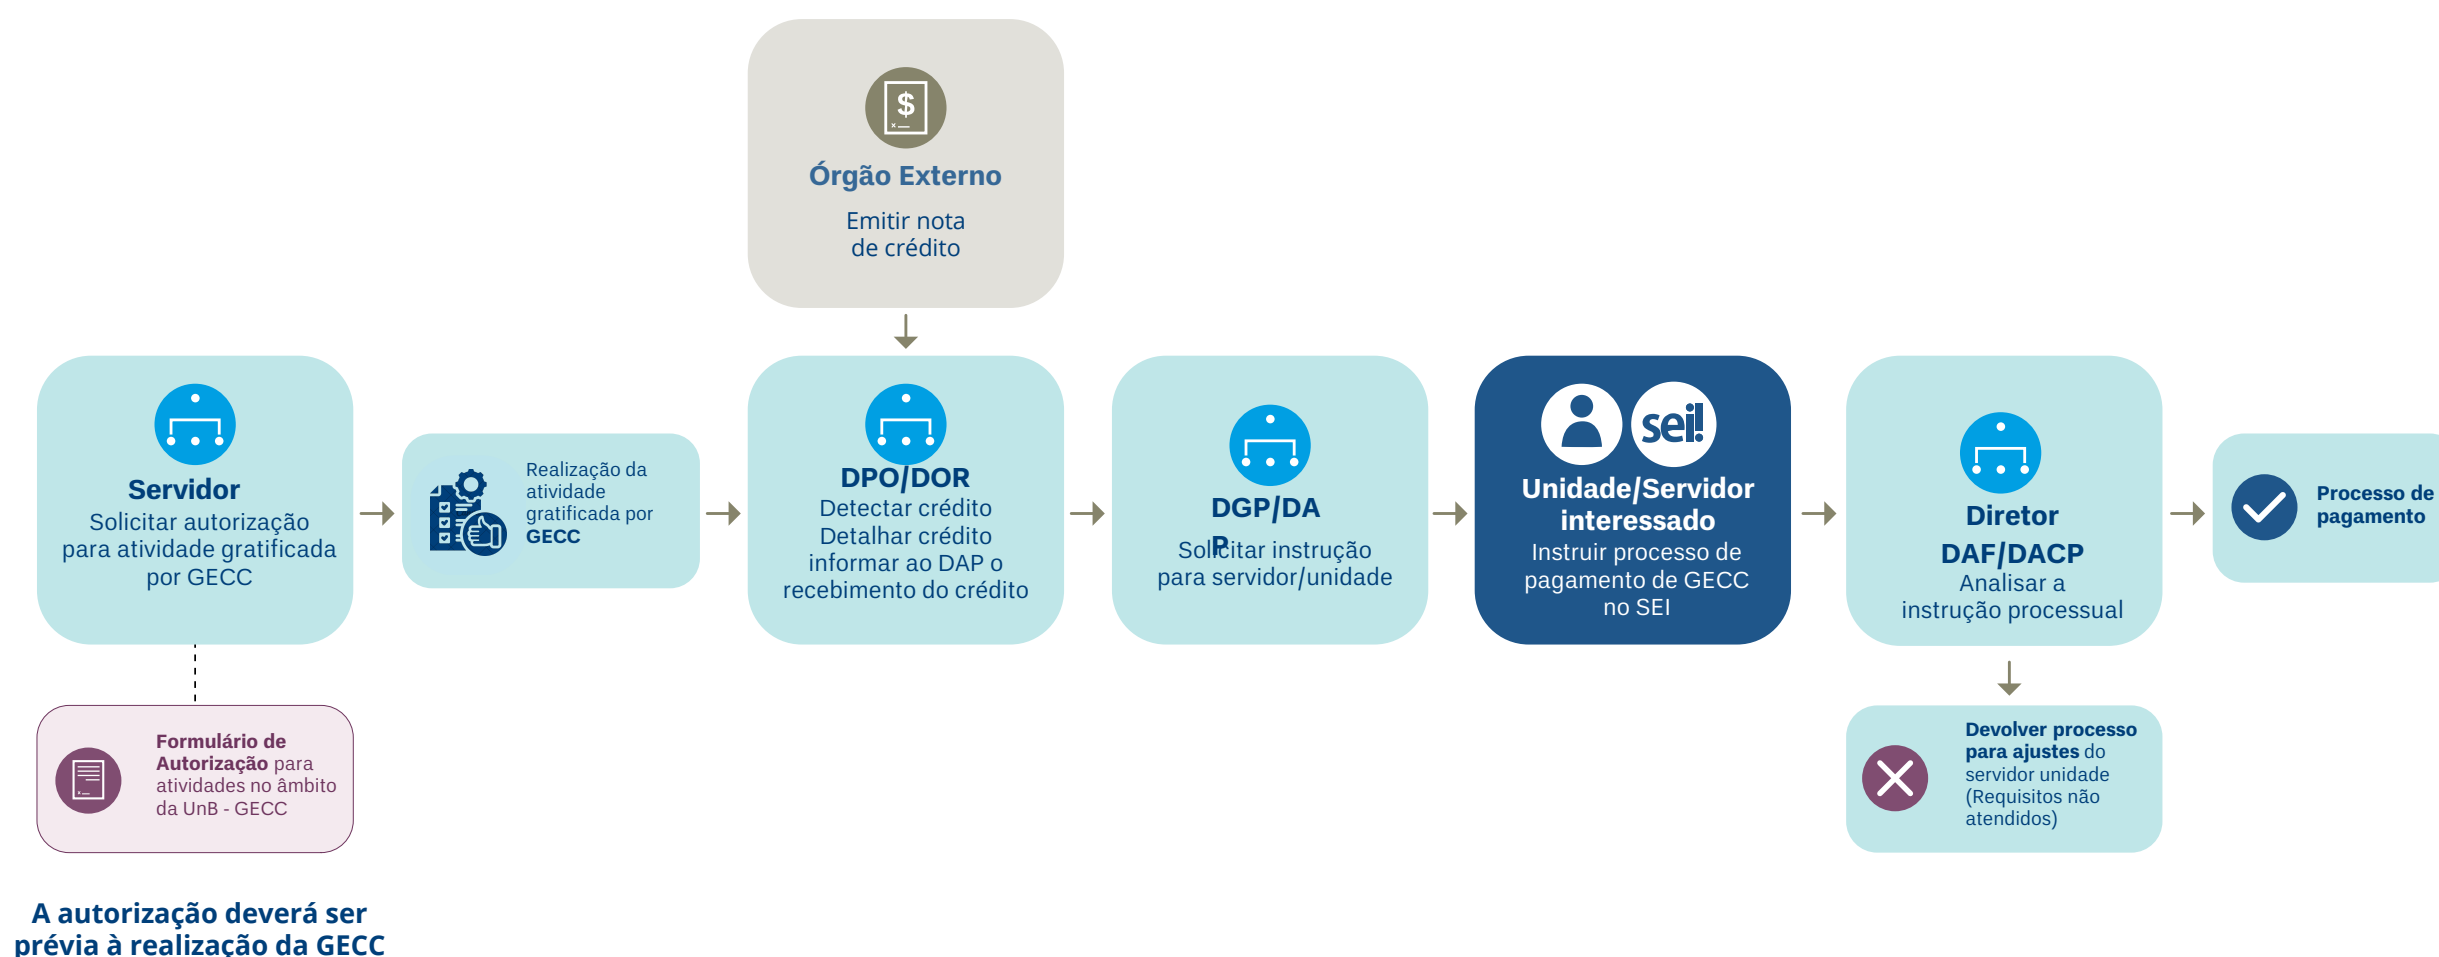 $
Órgão Externo
Emitir nota
de crédito
Servidor
Solicitar autorização
para atividade gratificada
por GECC
Realização da
atividade
gratificada por
GECC
DPO/DOR
Detectar crédito
Detalhar crédito
informar ao DAP o
recebimento do crédito
DGP/DA
P
Solicitar instrução
para servidor/unidade
sei!
Unidade/Servidor
interessado
Instruir processo de
pagamento de GECC
no SEI
Diretor
DAF/DACP
Analisar a
instrução processual
Processo de
pagamento
Formulário de
Autorização para
atividades no âmbito
da UnB - GECC
Devolver processo
para ajustes do
servidor unidade
(Requisitos não
atendidos)
A autorização deverá ser
prévia à realização da GECC